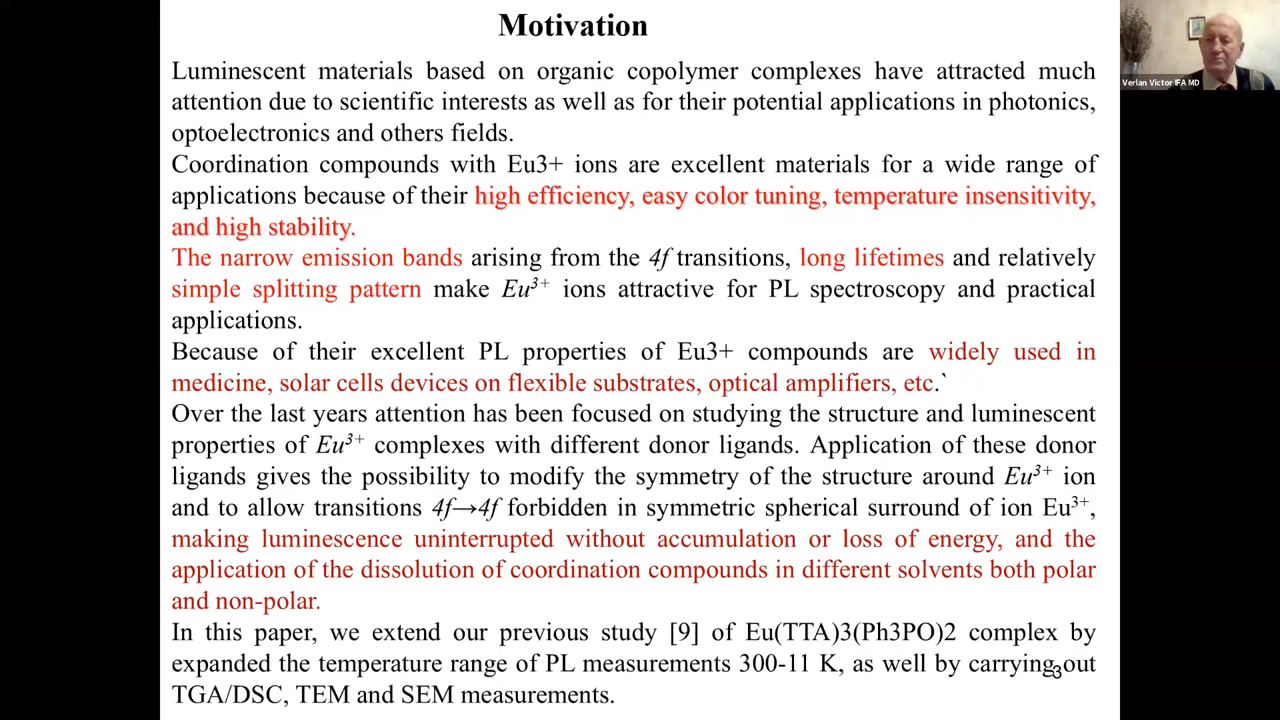 Motivation
Luminescent materials based on organic copolymer complexes have attracted much
attention due to scientific interests as well as for their potential applications in photonics,
optoelectronics and others fields.
Coordination compounds with Eu3+ ions are excellent materials for a wide range of
applications because of their high efficiency, easy color tuning, temperature insensitivity,
and high stability.
The narrow emission bands arising from the 4f transitions, long lifetimes and relatively
simple splitting pattern make Eu³⁺ ions attractive for PL spectroscopy and practical
applications.
Because of their excellent PL properties of Eu3+ compounds are widely used in
medicine, solar cells devices on flexible substrates, optical amplifiers, etc.`
Over the last years attention has been focused on studying the structure and luminescent
properties of Eu³⁺ complexes with different donor ligands. Application of these donor
ligands gives the possibility to modify the symmetry of the structure around Eu³⁺ ion
and to allow transitions 4f→4f forbidden in symmetric spherical surround of ion Eu³⁺,
making luminescence uninterrupted without accumulation or loss of energy, and the
application of the dissolution of coordination compounds in different solvents both polar
and non-polar.
In this paper, we extend our previous study [9] of Eu(TTA)3(Ph3PO)2 complex by
expanded the temperature range of PL measurements 300-11 K, as well by carrying out
TGA/DSC, TEM and SEM measurements.
3
Verlan Victor IFA MD